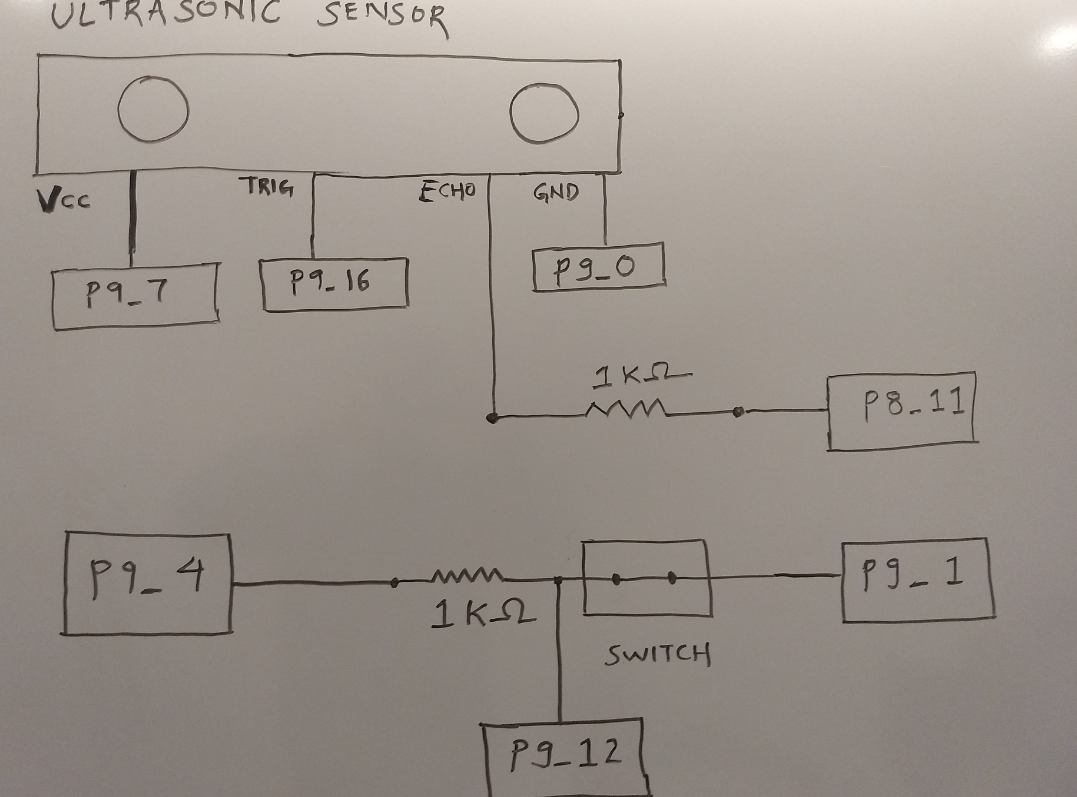 ULTRASONIC SENSOR
VCC TRIG ECHO GND
P9_7 P9_16 P9_0
1KΩ
P8_11
P9_4 P9_1
1KΩ
SWITCH
P9_12